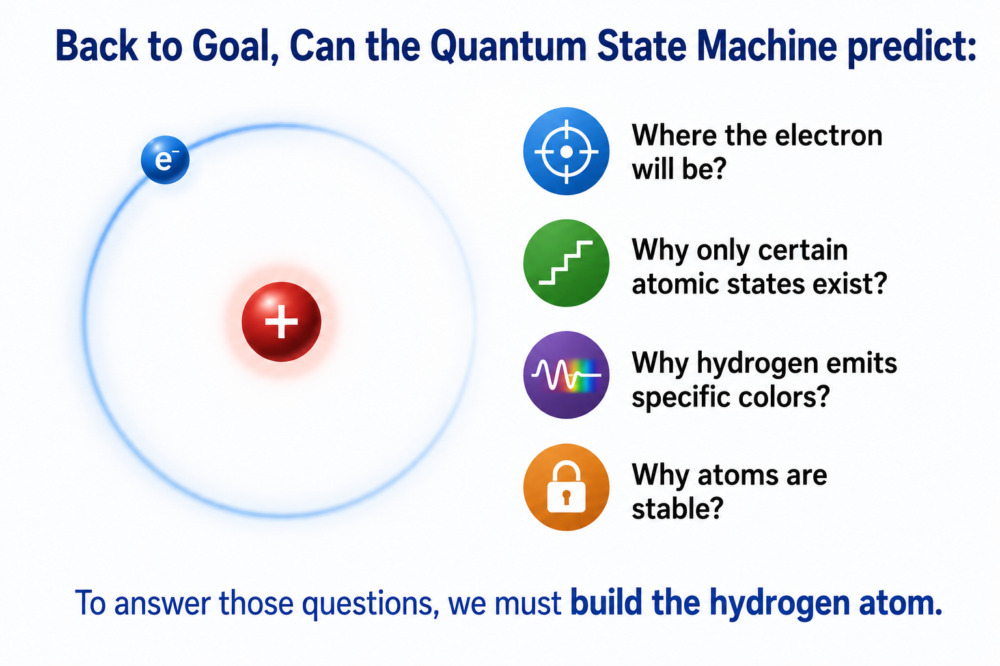 Back to Goal, Can the Quantum State Machine predict:
e⁻
+
Where the electron
will be?
Why only certain
atomic states exist?
Why hydrogen emits
specific colors?
Why atoms are
stable?
To answer those questions, we must build the hydrogen atom.